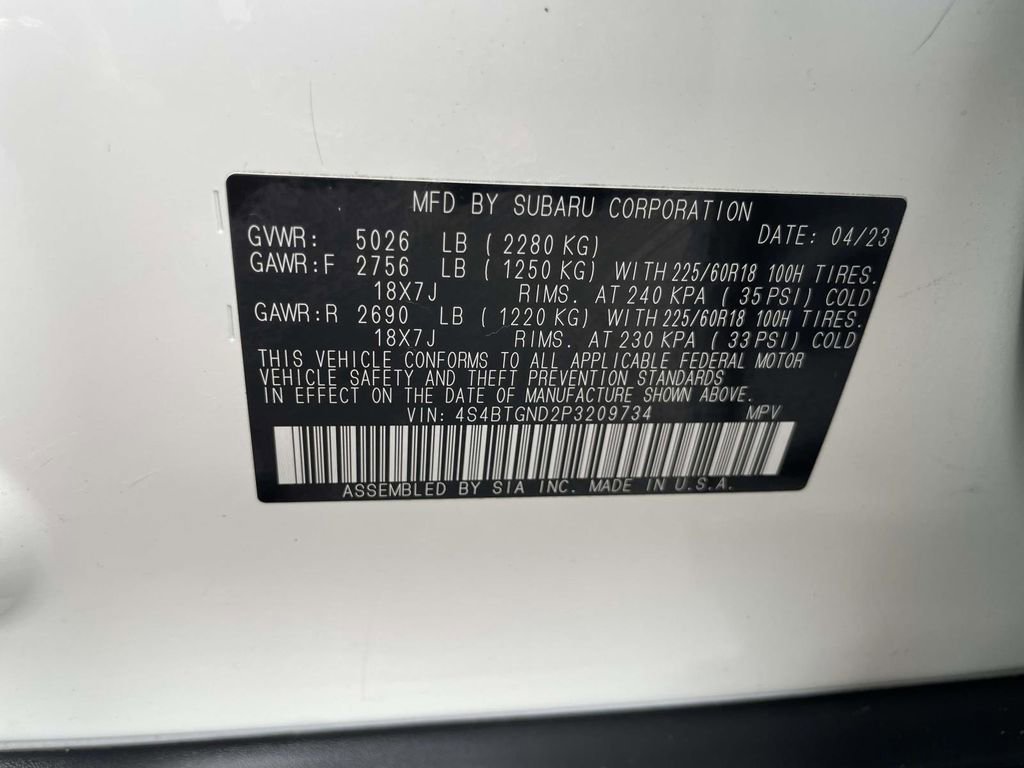 MFD BY SUBARU CORPORATION
GVWR: 5026 LB ( 2280 KG) DATE: 04/23
GAWR:F 2756 LB ( 1250 KG) WITH 225/60R18 100H TIRES.
18X7J RIMS. AT 240 KPA ( 35 PSI) COLD
GAWR:R 2690 LB ( 1220 KG) WITH 225/60R18 100H TIRES.
18X7J RIMS. AT 230 KPA ( 33 PSI) COLD
THIS VEHICLE CONFORMS TO ALL APPLICABLE FEDERAL MOTOR
VEHICLE SAFETY AND THEFT PREVENTION STANDARDS
IN EFFECT ON THE DATE OF MANUFACTURE SHOWN ABOVE.
VIN: 4S4BTGND2P3209734 MPV
ASSEMBLED BY SIA INC. MADE IN U.S.A.